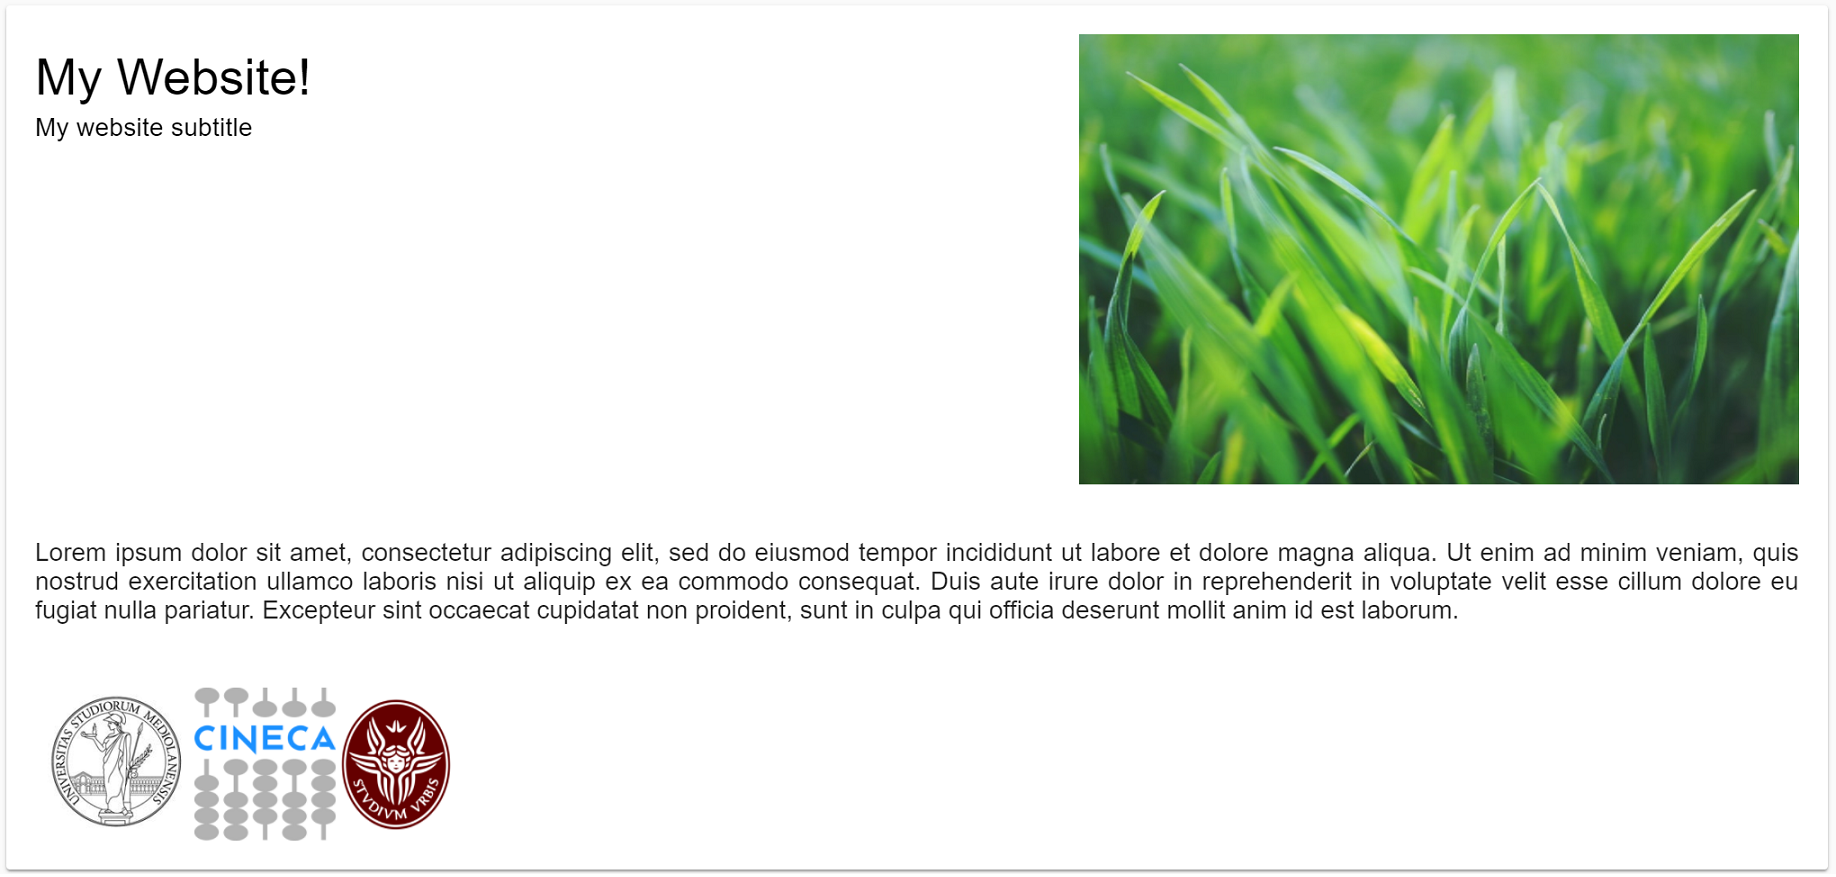 My Website!
My website subtitle
Lorem ipsum dolor sit amet, consectetur adipiscing elit, sed do eiusmod tempor incididunt ut labore et dolore magna aliqua. Ut enim ad minim veniam, quis
nostrud exercitation ullamco laboris nisi ut aliquip ex ea commodo consequat. Duis aute irure dolor in reprehenderit in voluptate velit esse cillum dolore eu
fugiat nulla pariatur. Excepteur sint occaecat cupidatat non proident, sunt in culpa qui officia deserunt mollit anim id est laborum.
UNIVERSITAS STUDIORUM MEDIOLANENSIS
CINECA
STVDIVM VRBIS